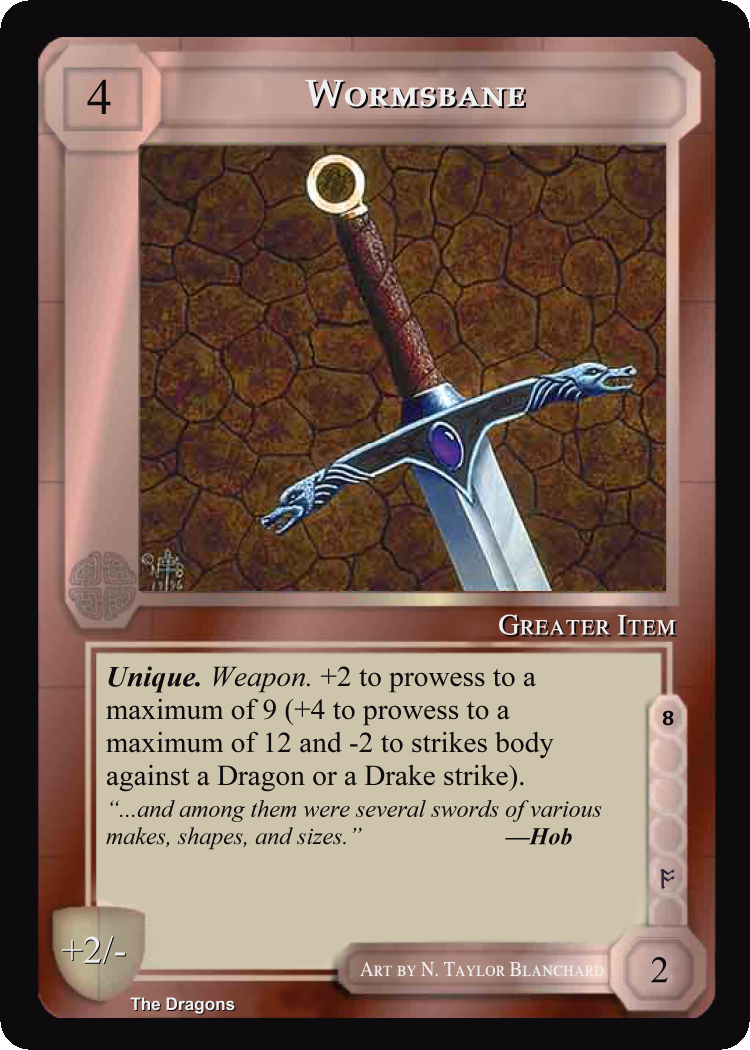 4
WORMSBANE
1996
GREATER ITEM
Unique. Weapon. +2 to prowess to a
maximum of 9 (+4 to prowess to a
maximum of 12 and -2 to strikes body
against a Dragon or a Drake strike).
“...and among them were several swords of various
makes, shapes, and sizes.” —Hob
8
+2/-
ART BY N. TAYLOR BLANCHARD
2
The Dragons